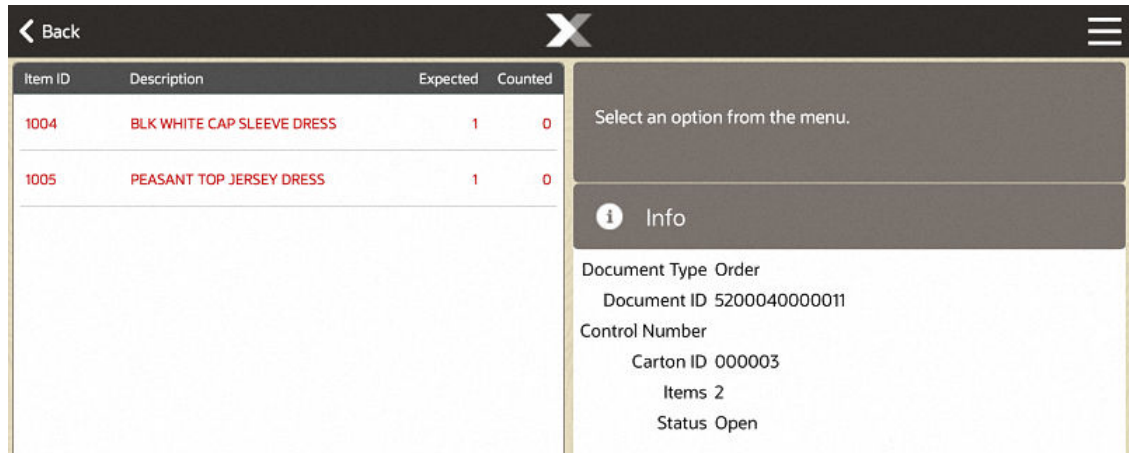 Back
Item ID Description Expected Counted
1004 BLK WHITE CAP SLEEVE DRESS 1 0
1005 PEASANT TOP JERSEY DRESS 1 0
Select an option from the menu.
Info
Document Type Order
Document ID 5200040000011
Control Number
Carton ID 000003
Items 2
Status Open